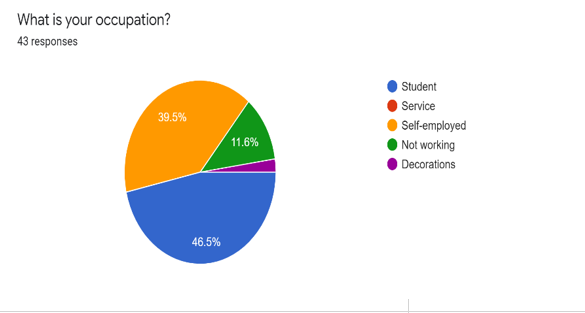 What is your occupation?
43 responses
39.5%
11.6%
46.5%
Student
Service
Self-employed
Not working
Decorations